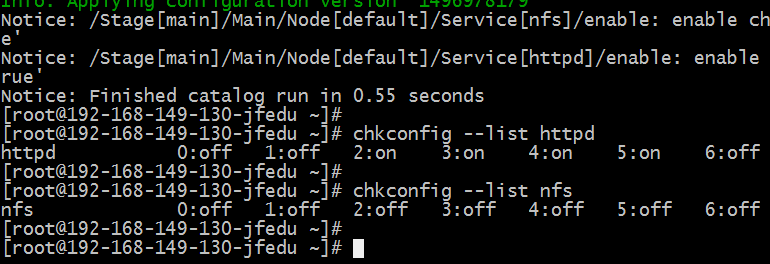 Info: Applying configuration version '1496978179'
Notice: /Stage[main]/Main/Node[default]/Service[nfs]/enable: enable ch
e'
Notice: /Stage[main]/Main/Node[default]/Service[httpd]/enable: enable
rue'
Notice: Finished catalog run in 0.55 seconds
[root@192-168-149-130-jfedu ~]#
[root@192-168-149-130-jfedu ~]# chkconfig --list httpd
httpd 0:off 1:off 2:on 3:on 4:on 5:on 6:off
[root@192-168-149-130-jfedu ~]#
[root@192-168-149-130-jfedu ~]# chkconfig --list nfs
nfs 0:off 1:off 2:off 3:off 4:off 5:off 6:off
[root@192-168-149-130-jfedu ~]#
[root@192-168-149-130-jfedu ~]#